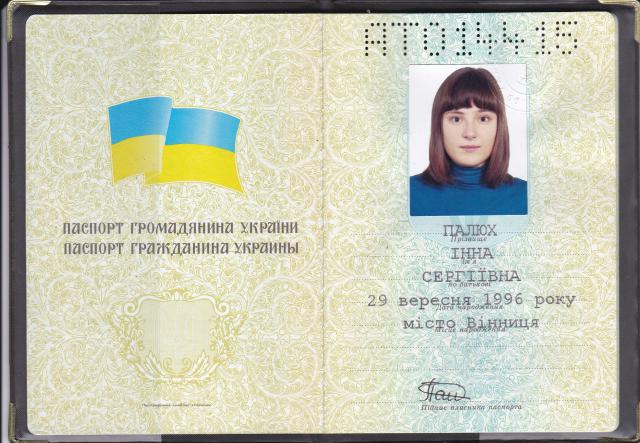 ПАСПОРТ ГРОМАДЯНИНА УКРАЇНИ
ПАСПОРТ ГРАЖДАНИНА УКРАИНЫ
АТ014415
ПАЛЮХ
Прізвище
ІННА
Ім'я
СЕРГІЇВНА
по батькові
29 вересня 1996 року
Дата народження
місто Вінниця
Місце народження
Підпис власника паспорта